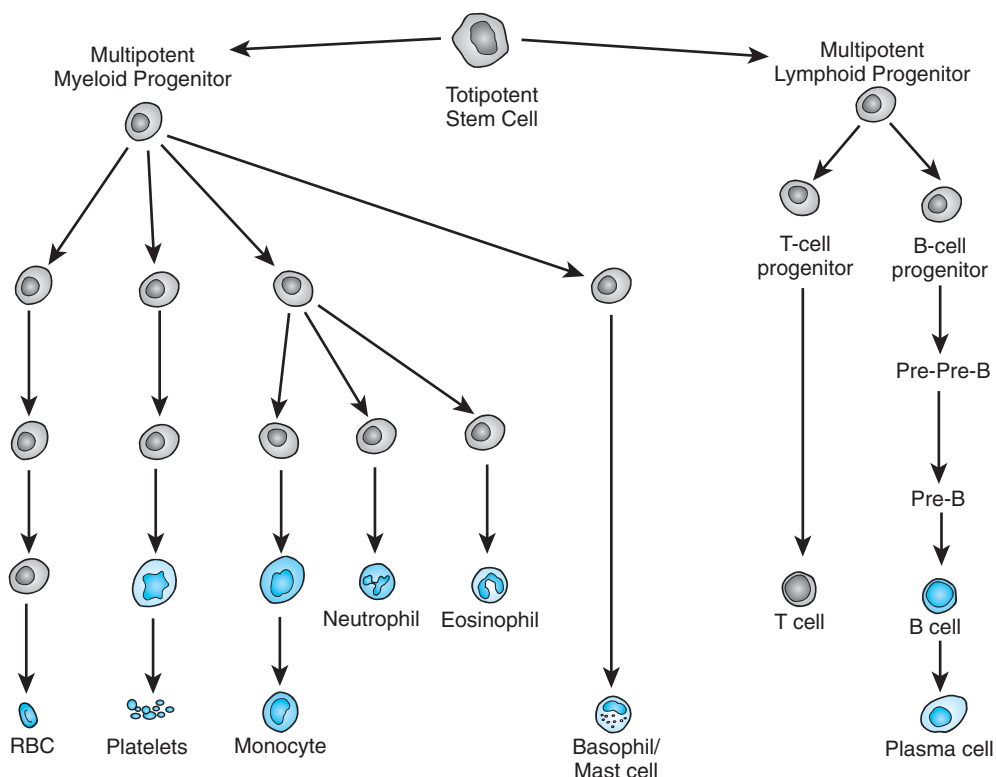 Multipotent
Myeloid Progenitor
Totipotent
Stem Cell
Multipotent
Lymphoid Progenitor
T-cell
progenitor
B-cell
progenitor
Pre-Pre-B
Pre-B
Neutrophil
Eosinophil
T cell
B cell
RBC
Platelets
Monocyte
Basophil/
Mast cell
Plasma cell